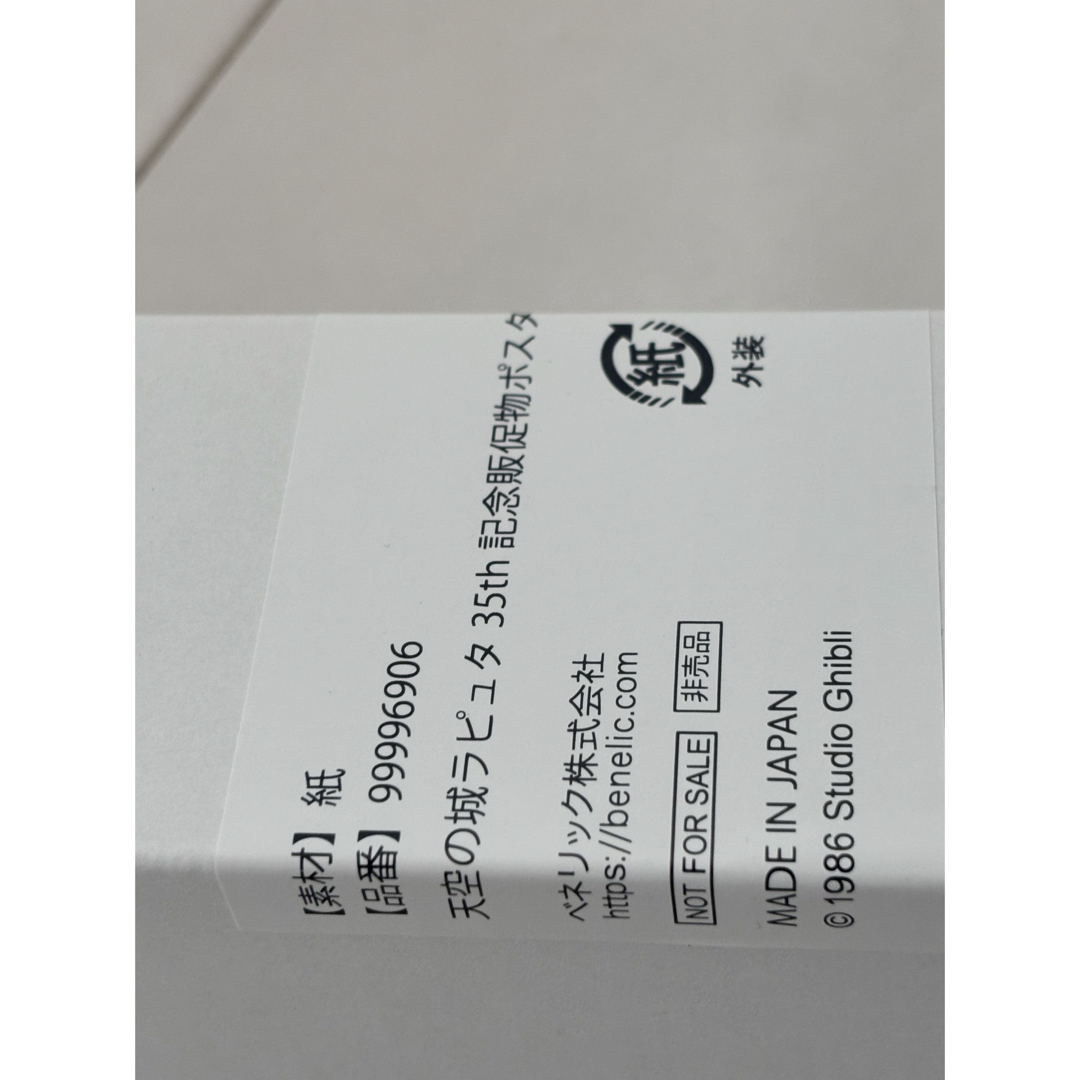 【素材】 紙
【品番】 99996906
天空の城ラピュタ 35th 記念販促物ポスタ
ベネリック株式会社
https://benelic.com
NOT FOR SALE 非売品
MADE IN JAPAN
©1986 Studio Ghibli
紙
外装